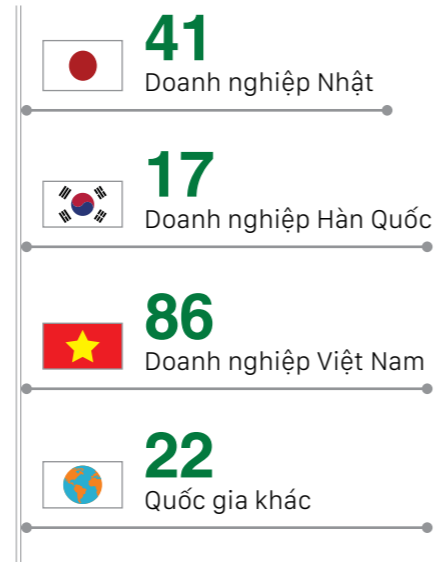 41
Doanh nghiệp Nhật
17
Doanh nghiệp Hàn Quốc
86
Doanh nghiệp Việt Nam
22
Quốc gia khác